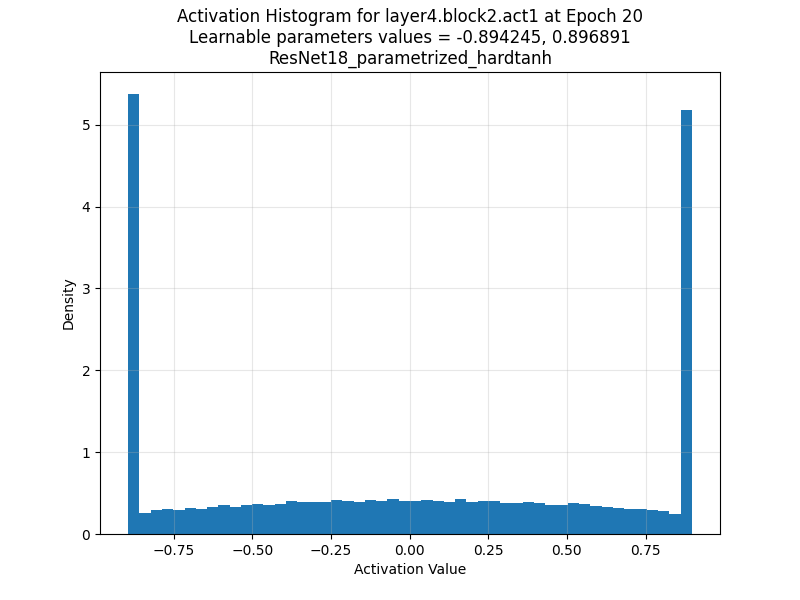 Activation Histogram for layer4.block2.act1 at Epoch 20
Learnable parameters values = -0.894245, 0.896891
ResNet18_parametrized_hardtanh
5
4
3
2
1
0
Density
−0.75
−0.50
−0.25
0.00
0.25
0.50
0.75
Activation Value